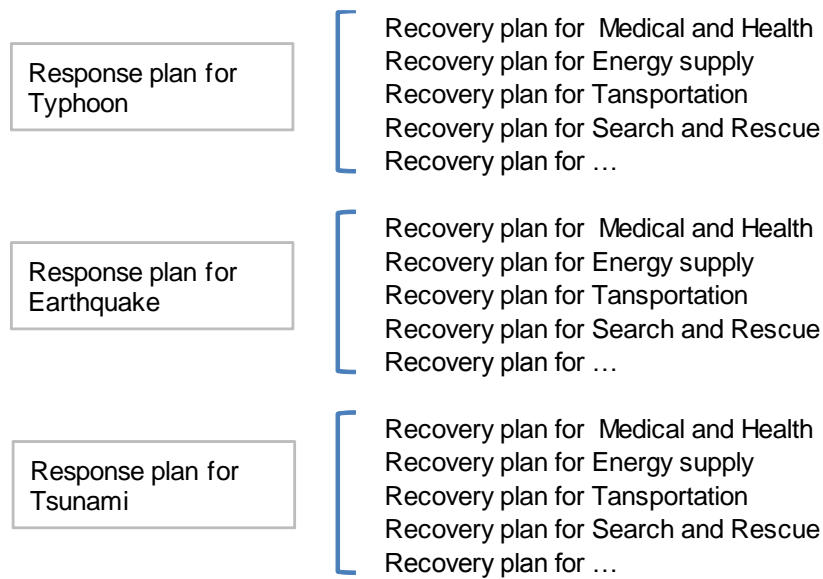 Response plan for
Typhoon
Recovery plan for Medical and Health
Recovery plan for Energy supply
Recovery plan for Tansportation
Recovery plan for Search and Rescue
Recovery plan for …
Response plan for
Earthquake
Recovery plan for Medical and Health
Recovery plan for Energy supply
Recovery plan for Tansportation
Recovery plan for Search and Rescue
Recovery plan for …
Response plan for
Tsunami
Recovery plan for Medical and Health
Recovery plan for Energy supply
Recovery plan for Tansportation
Recovery plan for Search and Rescue
Recovery plan for …